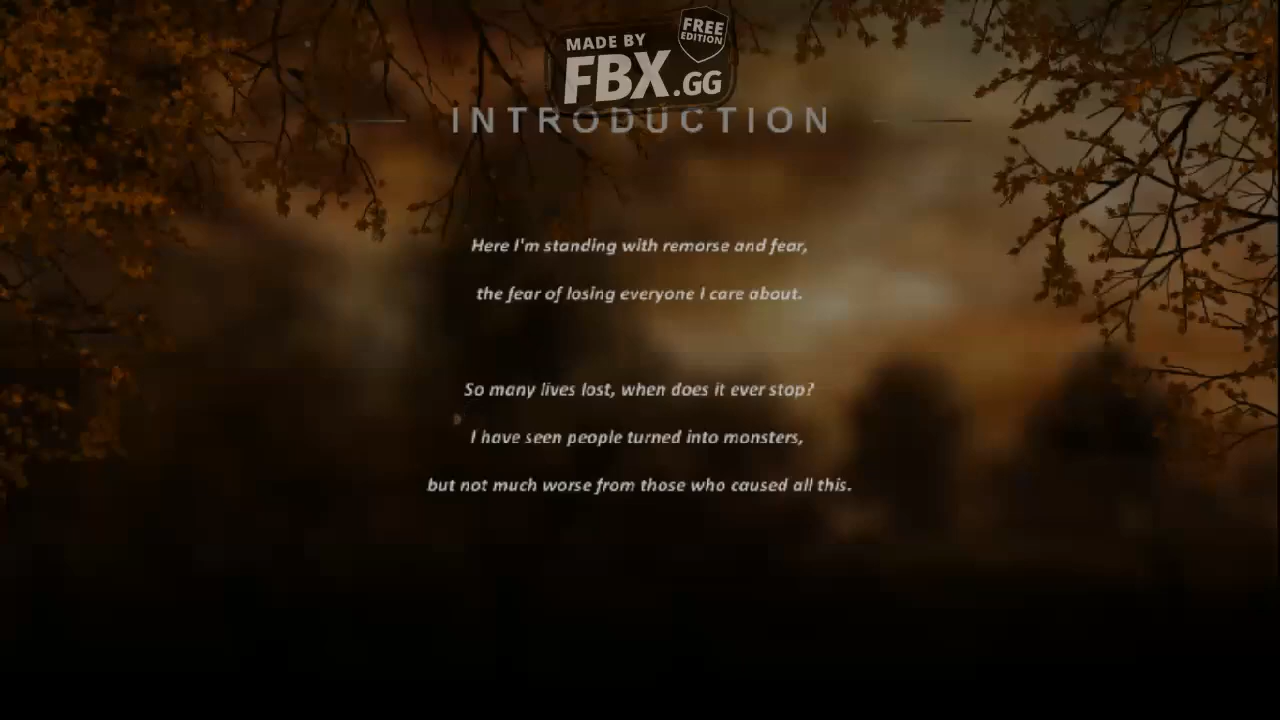 MADE BY
FREE
EDITION
FBX.GG
INTRODUCTION
Here I'm standing with remorse and fear,
the fear of losing everyone I care about.
So many lives lost, when does it ever stop?
I have seen people turned into monsters,
but not much worse from those who caused all this.